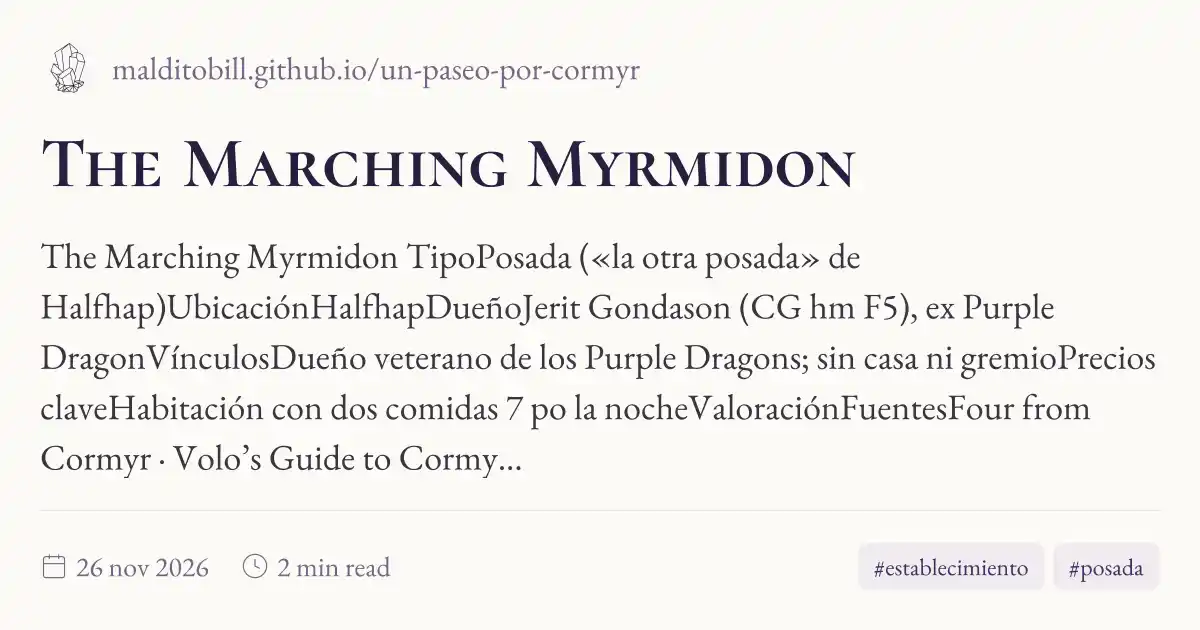 malditobill.github.io/un-paseo-por-cormyr
The Marching Myrmidon
The Marching Myrmidon TipoPosada («la otra posada» de
Halfhap)UbicaciónHalfhapDueñoJerit Gondason (CG hm F5), ex Purple
DragonVínculosDueño veterano de los Purple Dragons; sin casa ni gremioPrecios
claveHabitación con dos comidas 7 po la nocheValoraciónFuentesFour from
Cormyr · Volo’s Guide to Cormy...
26 nov 2026
2 min read
#establecimiento
#posada